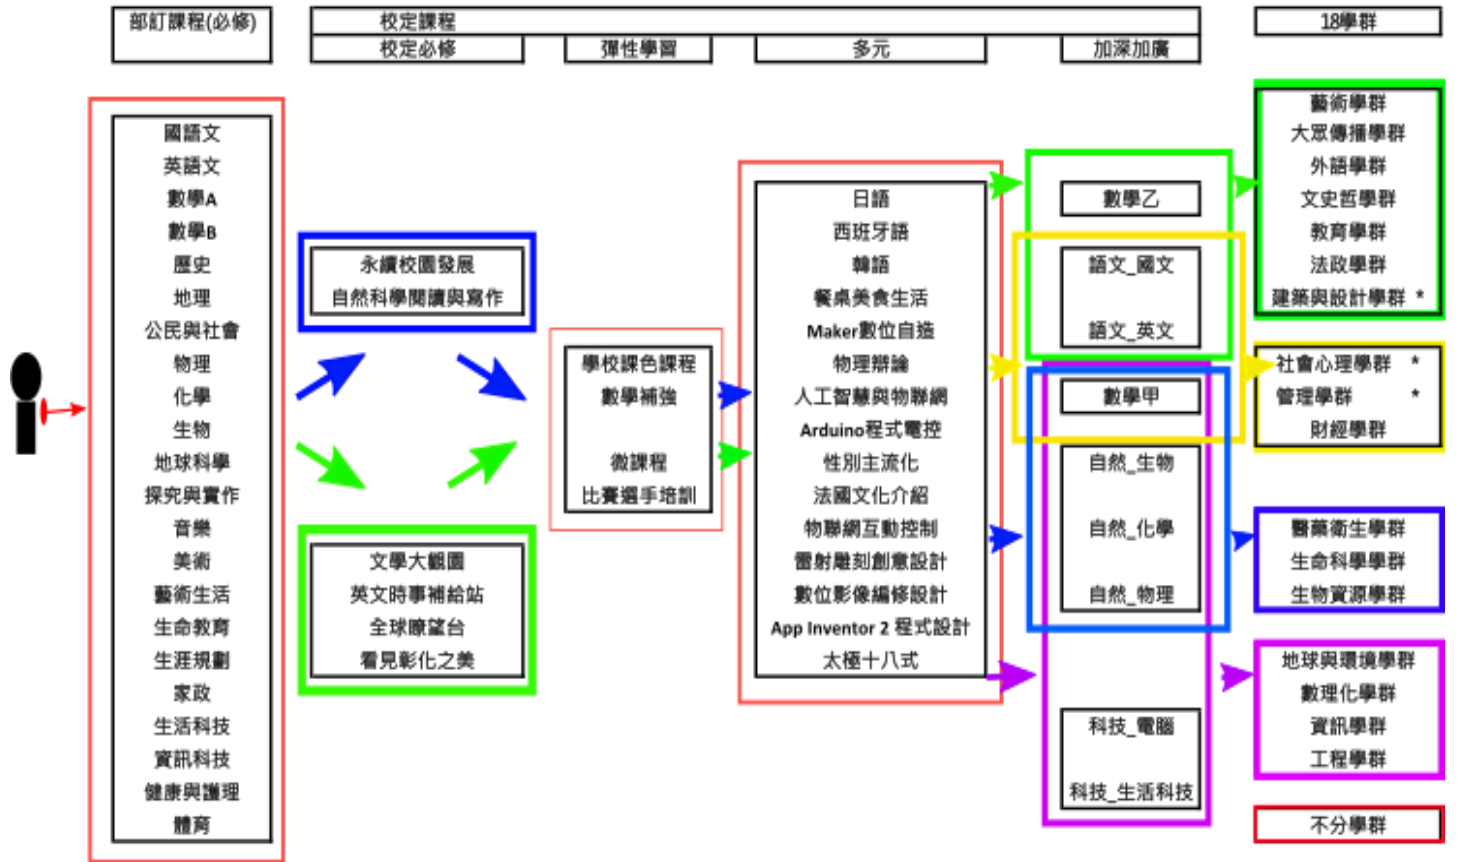 部訂課程(必修)
校定課程
18學群
校定必修
彈性學習
多元
加深加廣
國語文
英語文
數學A
數學B
歷史
地理
公民與社會
物理
化學
生物
地球科學
探究與實作
音樂
美術
藝術生活
生命教育
生涯規劃
家政
生活科技
資訊科技
健康與護理
體育
永續校園發展
自然科學閱讀與寫作
文學大觀園
英文時事補給站
全球瞭望台
看見彰化之美
學校課色課程
數學補強
微課程
比賽選手培訓
日語
西班牙語
韓語
餐桌美食生活
Maker數位自造
物理辯論
人工智慧與物聯網
Arduino程式電控
性別主流化
法國文化介紹
物聯網互動控制
雷射雕刻創意設計
數位影像編修設計
App Inventor 2 程式設計
太極十八式
數學乙
語文_國文
語文_英文
數學甲
自然_生物
自然_化學
自然_物理
科技_電腦
科技_生活科技
藝術學群
大眾傳播學群
外語學群
文史哲學群
教育學群
法政學群
建築與設計學群 *
社會心理學群 *
管理學群 *
財經學群
醫藥衛生學群
生命科學學群
生物資源學群
地球與環境學群
數理化學群
資訊學群
工程學群
不分學群